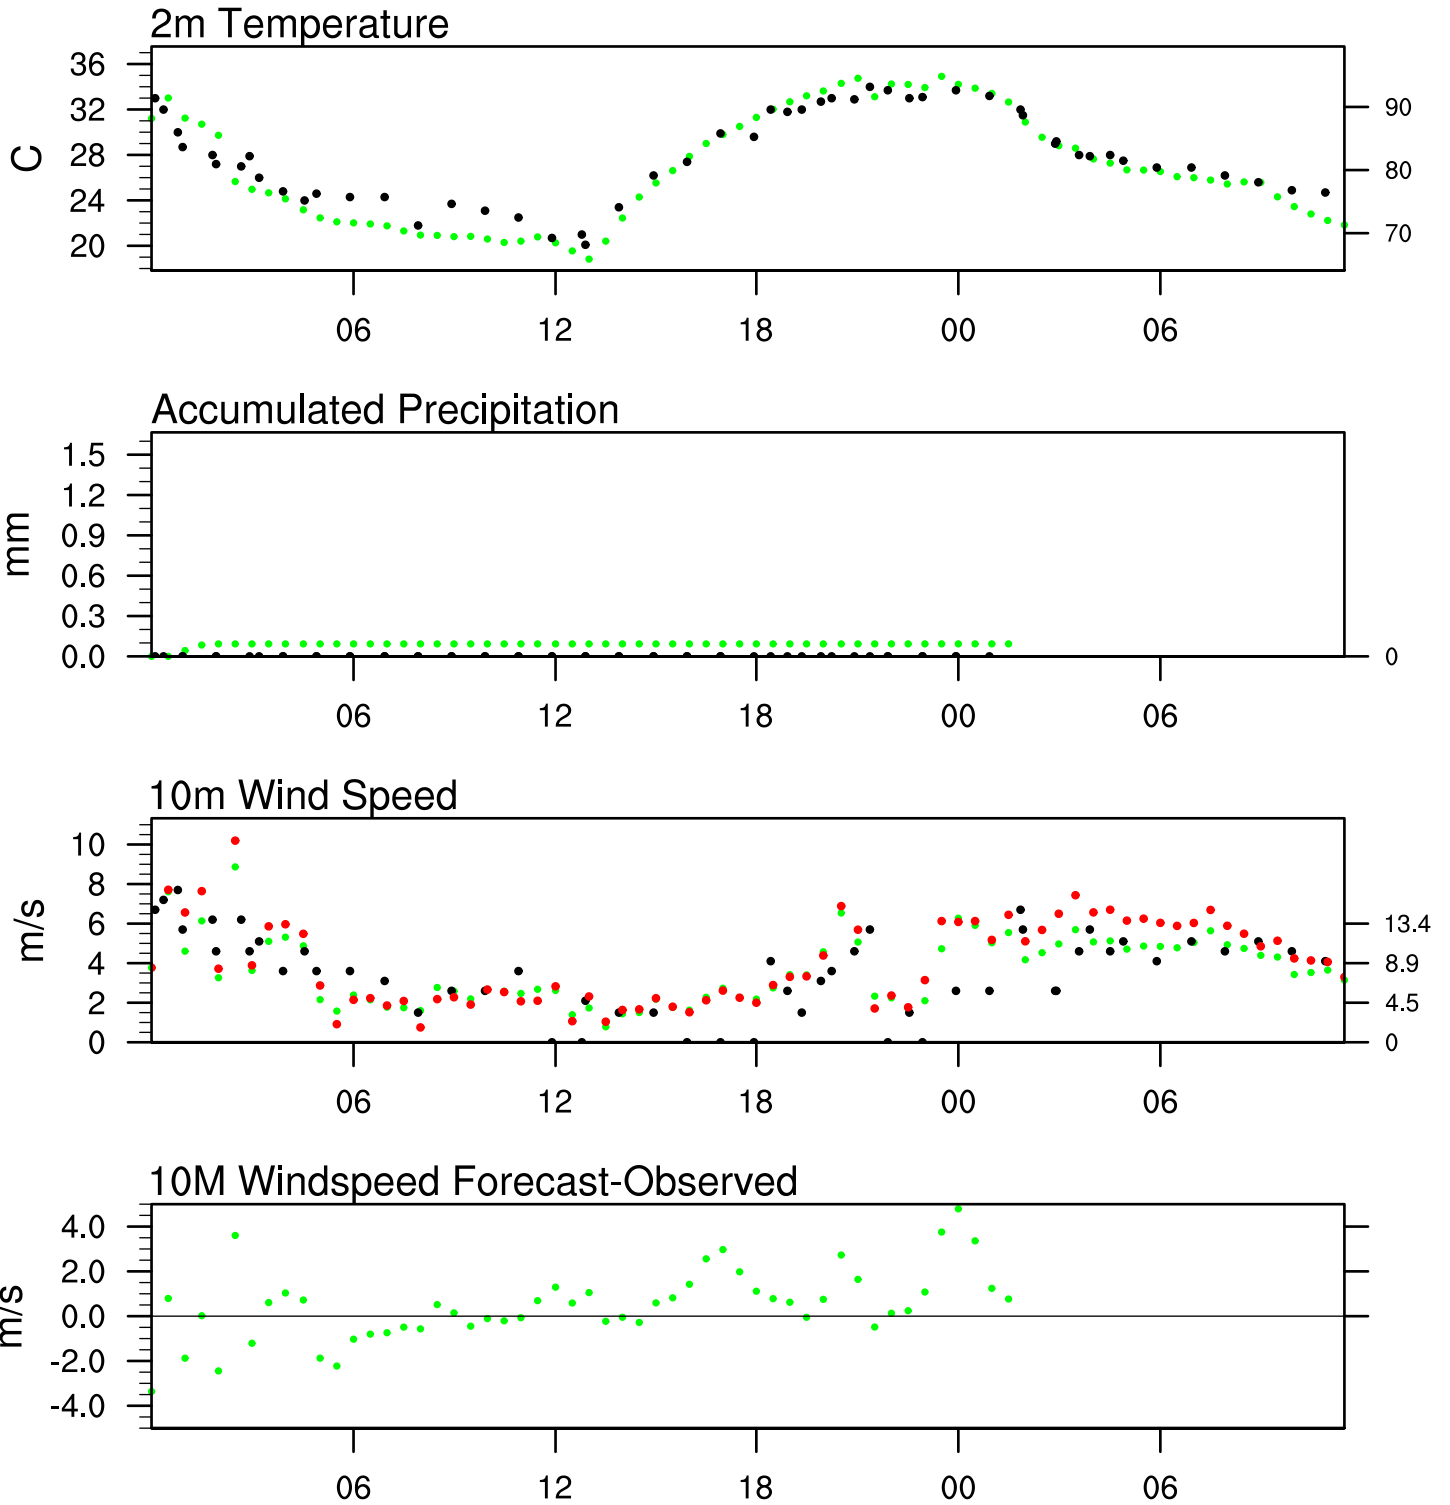 2m Temperature
36
32
28
24
20
C
90
80
70
06 12 18 00 06
Accumulated Precipitation
1.5
1.2
0.9
0.6
0.3
0.0
mm
0
06 12 18 00 06
10m Wind Speed
10
8
6
4
2
0
m/s
13.4
8.9
4.5
0
06 12 18 00 06
10M Windspeed Forecast-Observed
4.0
2.0
0.0
-2.0
-4.0
m/s
06 12 18 00 06